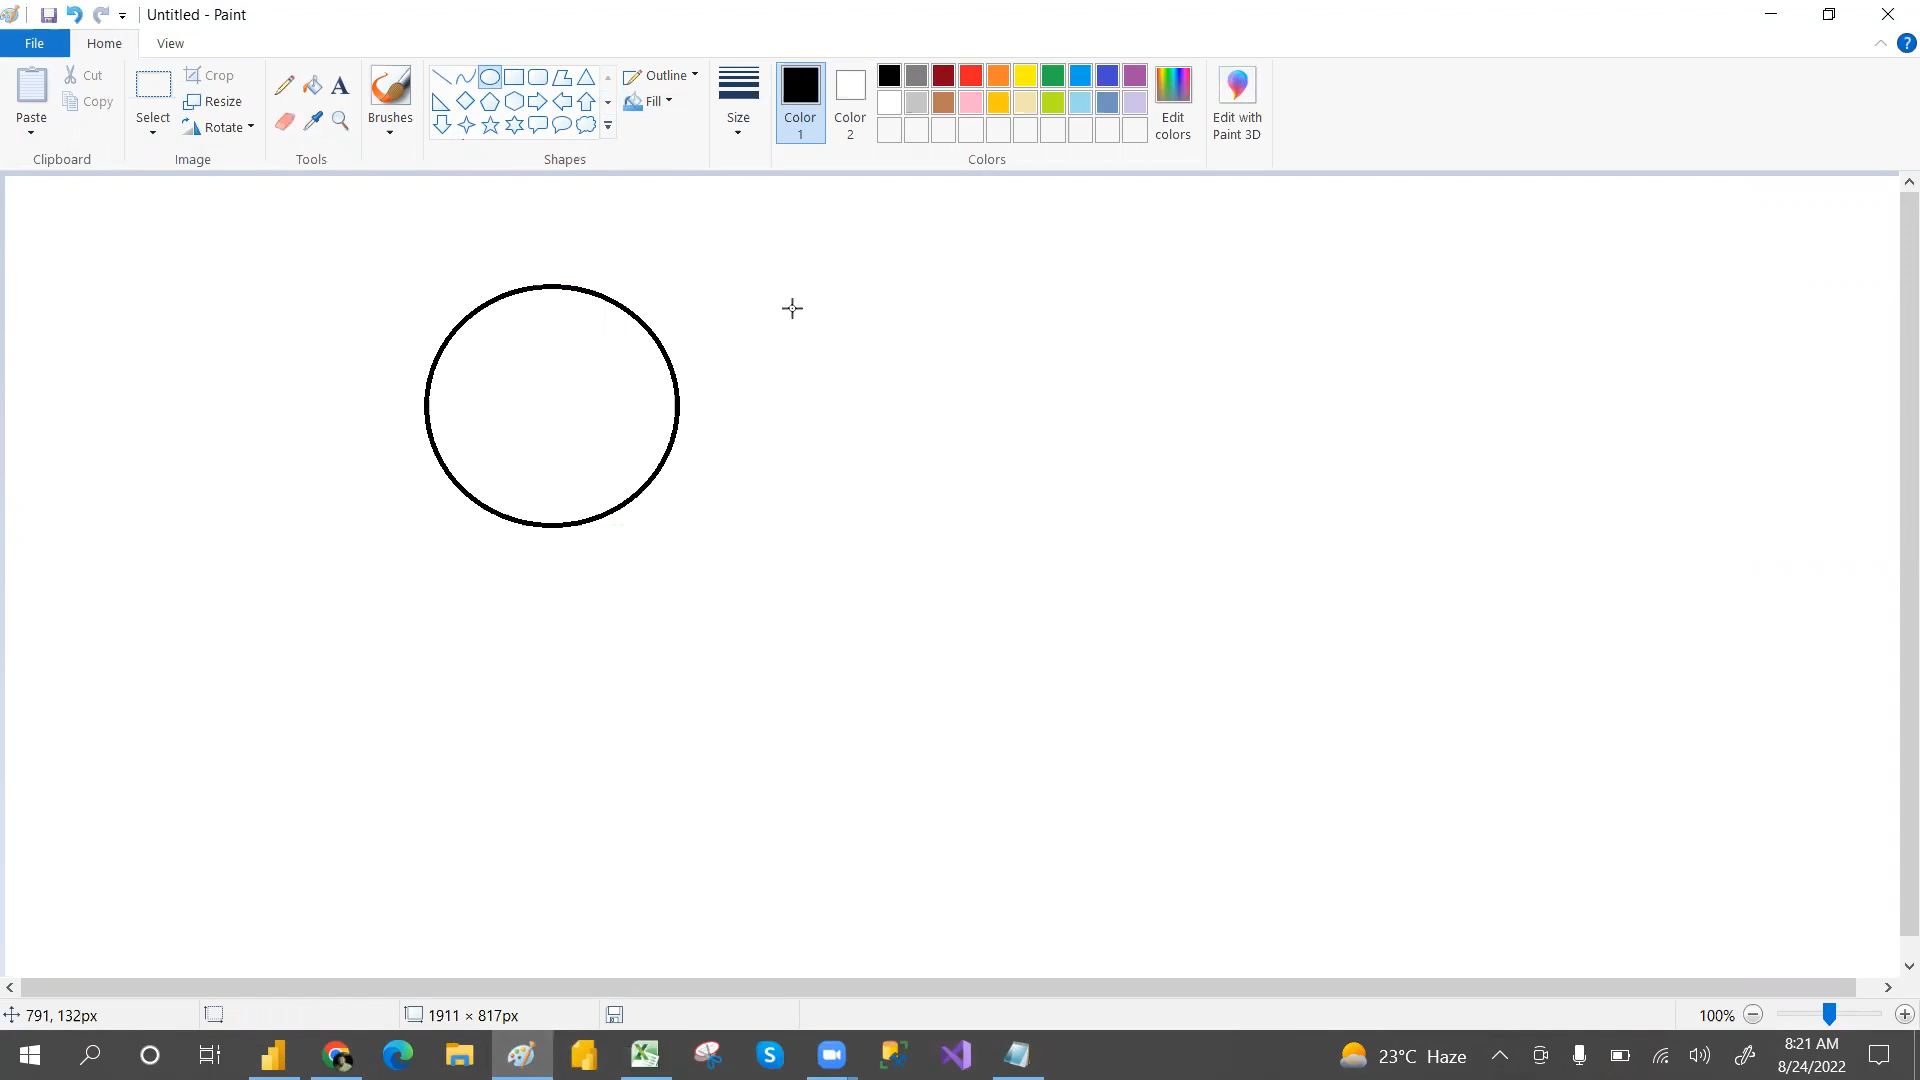 Untitled - Paint
File Home View
Paste Cut Copy Clipboard
Select Crop Resize Rotate Image
A
Tools
Brushes
Shapes
Outline Fill
Size
Color 1
Color 2
Edit colors
Colors
Edit with Paint 3D
?
791, 132px
1911 × 817px
100%
S
23°C Haze
8:21 AM
8/24/2022